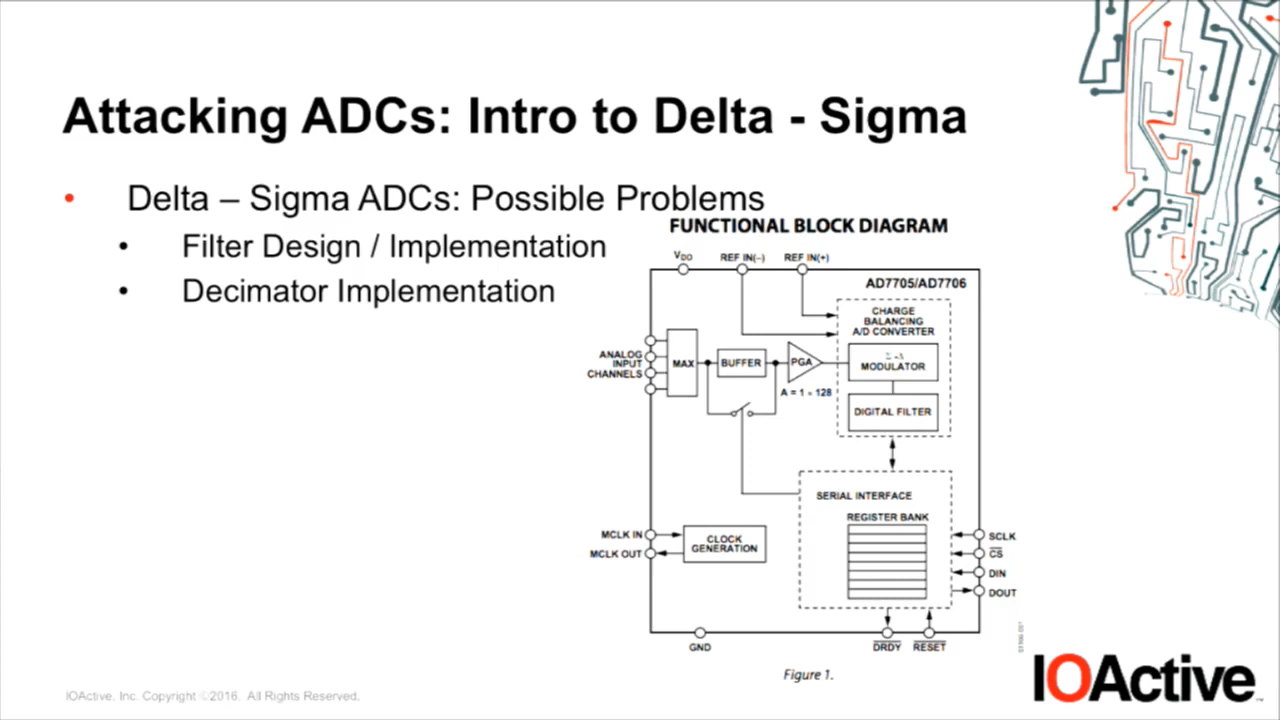 Attacking ADCs: Intro to Delta - Sigma
• Delta – Sigma ADCs: Possible Problems
• Filter Design / Implementation
• Decimator Implementation
FUNCTIONAL BLOCK DIAGRAM
VDD REF IN(–) REF IN(+)
AD7705/AD7706
CHARGE
BALANCING
A/D CONVERTER
ANALOG
INPUT
CHANNELS
MAX
BUFFER
PGA
A = 1 ~ 128
Σ-Δ
MODULATOR
DIGITAL FILTER
SERIAL INTERFACE
REGISTER BANK
MCLK IN
MCLK OUT
CLOCK
GENERATION
SCLK
CS
DIN
DOUT
GND
DRDY
RESET
Figure 1.
IOActive, Inc. Copyright ©2016. All Rights Reserved.
IOActive